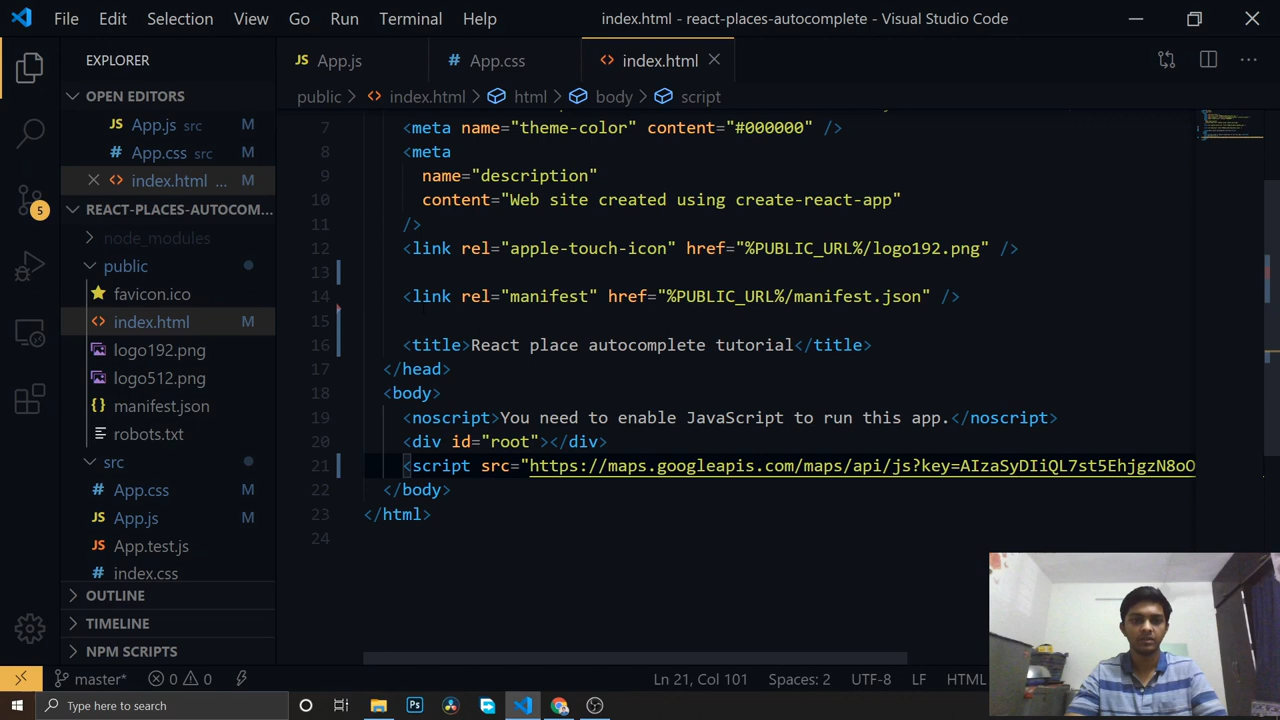 File Edit Selection View Go Run Terminal Help
index.html - react-places-autocomplete - Visual Studio Code
EXPLORER
OPEN EDITORS
JS App.js src M
# App.css src M
index.html ... M
REACT-PLACES-AUTOCOM...
node_modules
public
favicon.ico
index.html M
logo192.png
logo512.png
{} manifest.json
robots.txt
src
App.css M
App.js M
App.test.js
index.css
OUTLINE
TIMELINE
NPM SCRIPTS
JS App.js
# App.css
index.html
public > index.html > html > body > script
7 <meta name="theme-color" content="#000000" />
8 <meta
9 name="description"
10 content="Web site created using create-react-app"
11 />
12 <link rel="apple-touch-icon" href="%PUBLIC_URL%/logo192.png" />
13
14 <link rel="manifest" href="%PUBLIC_URL%/manifest.json" />
15
16 <title>React place autocomplete tutorial</title>
17 </head>
18 <body>
19 <noscript>You need to enable JavaScript to run this app.</noscript>
20 <div id="root"></div>
21 <script src="https://maps.googleapis.com/maps/api/js?key=AIzaSyDIiQL7st5EhjgzN8oO
22 </body>
23 </html>
24
5
master* 0 0
Ln 21, Col 101 Spaces: 2 UTF-8 LF HTML
Type here to search
Ps